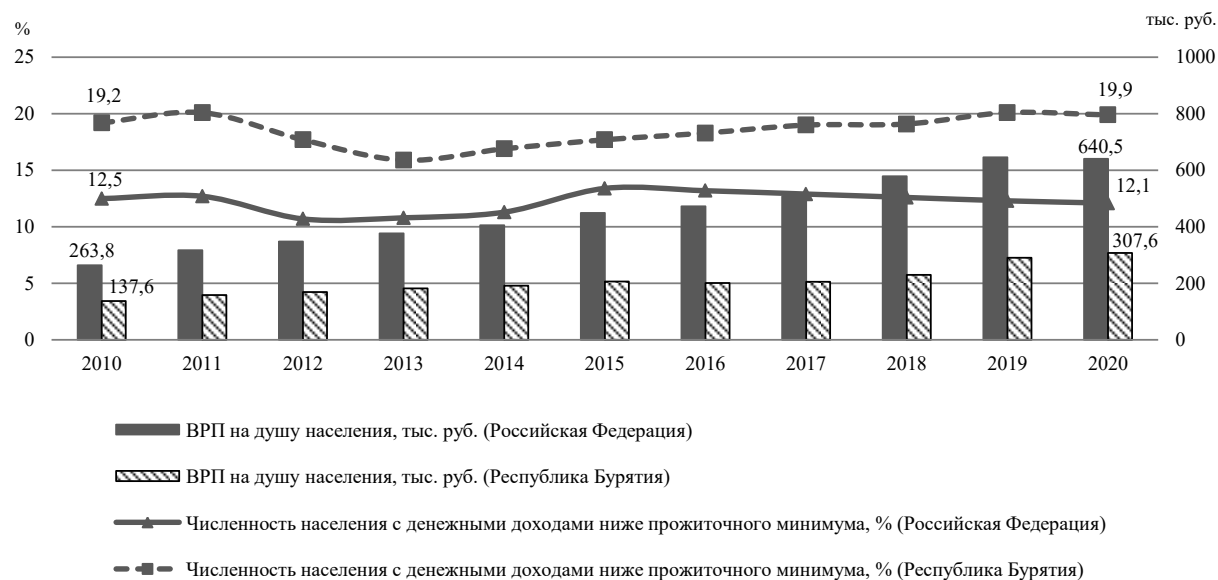 % тыс. руб.
25 1000
19,2 19,9
20 800
640,5
15 600
12,5 12,1
10 400
263,8 307,6
137,6
5 200
0 0
2010 2011 2012 2013 2014 2015 2016 2017 2018 2019 2020
ВРП на душу населения, тыс. руб. (Российская Федерация)
ВРП на душу населения, тыс. руб. (Республика Бурятия)
Численность населения с денежными доходами ниже прожиточного минимума, % (Российская Федерация)
Численность населения с денежными доходами ниже прожиточного минимума, % (Республика Бурятия)